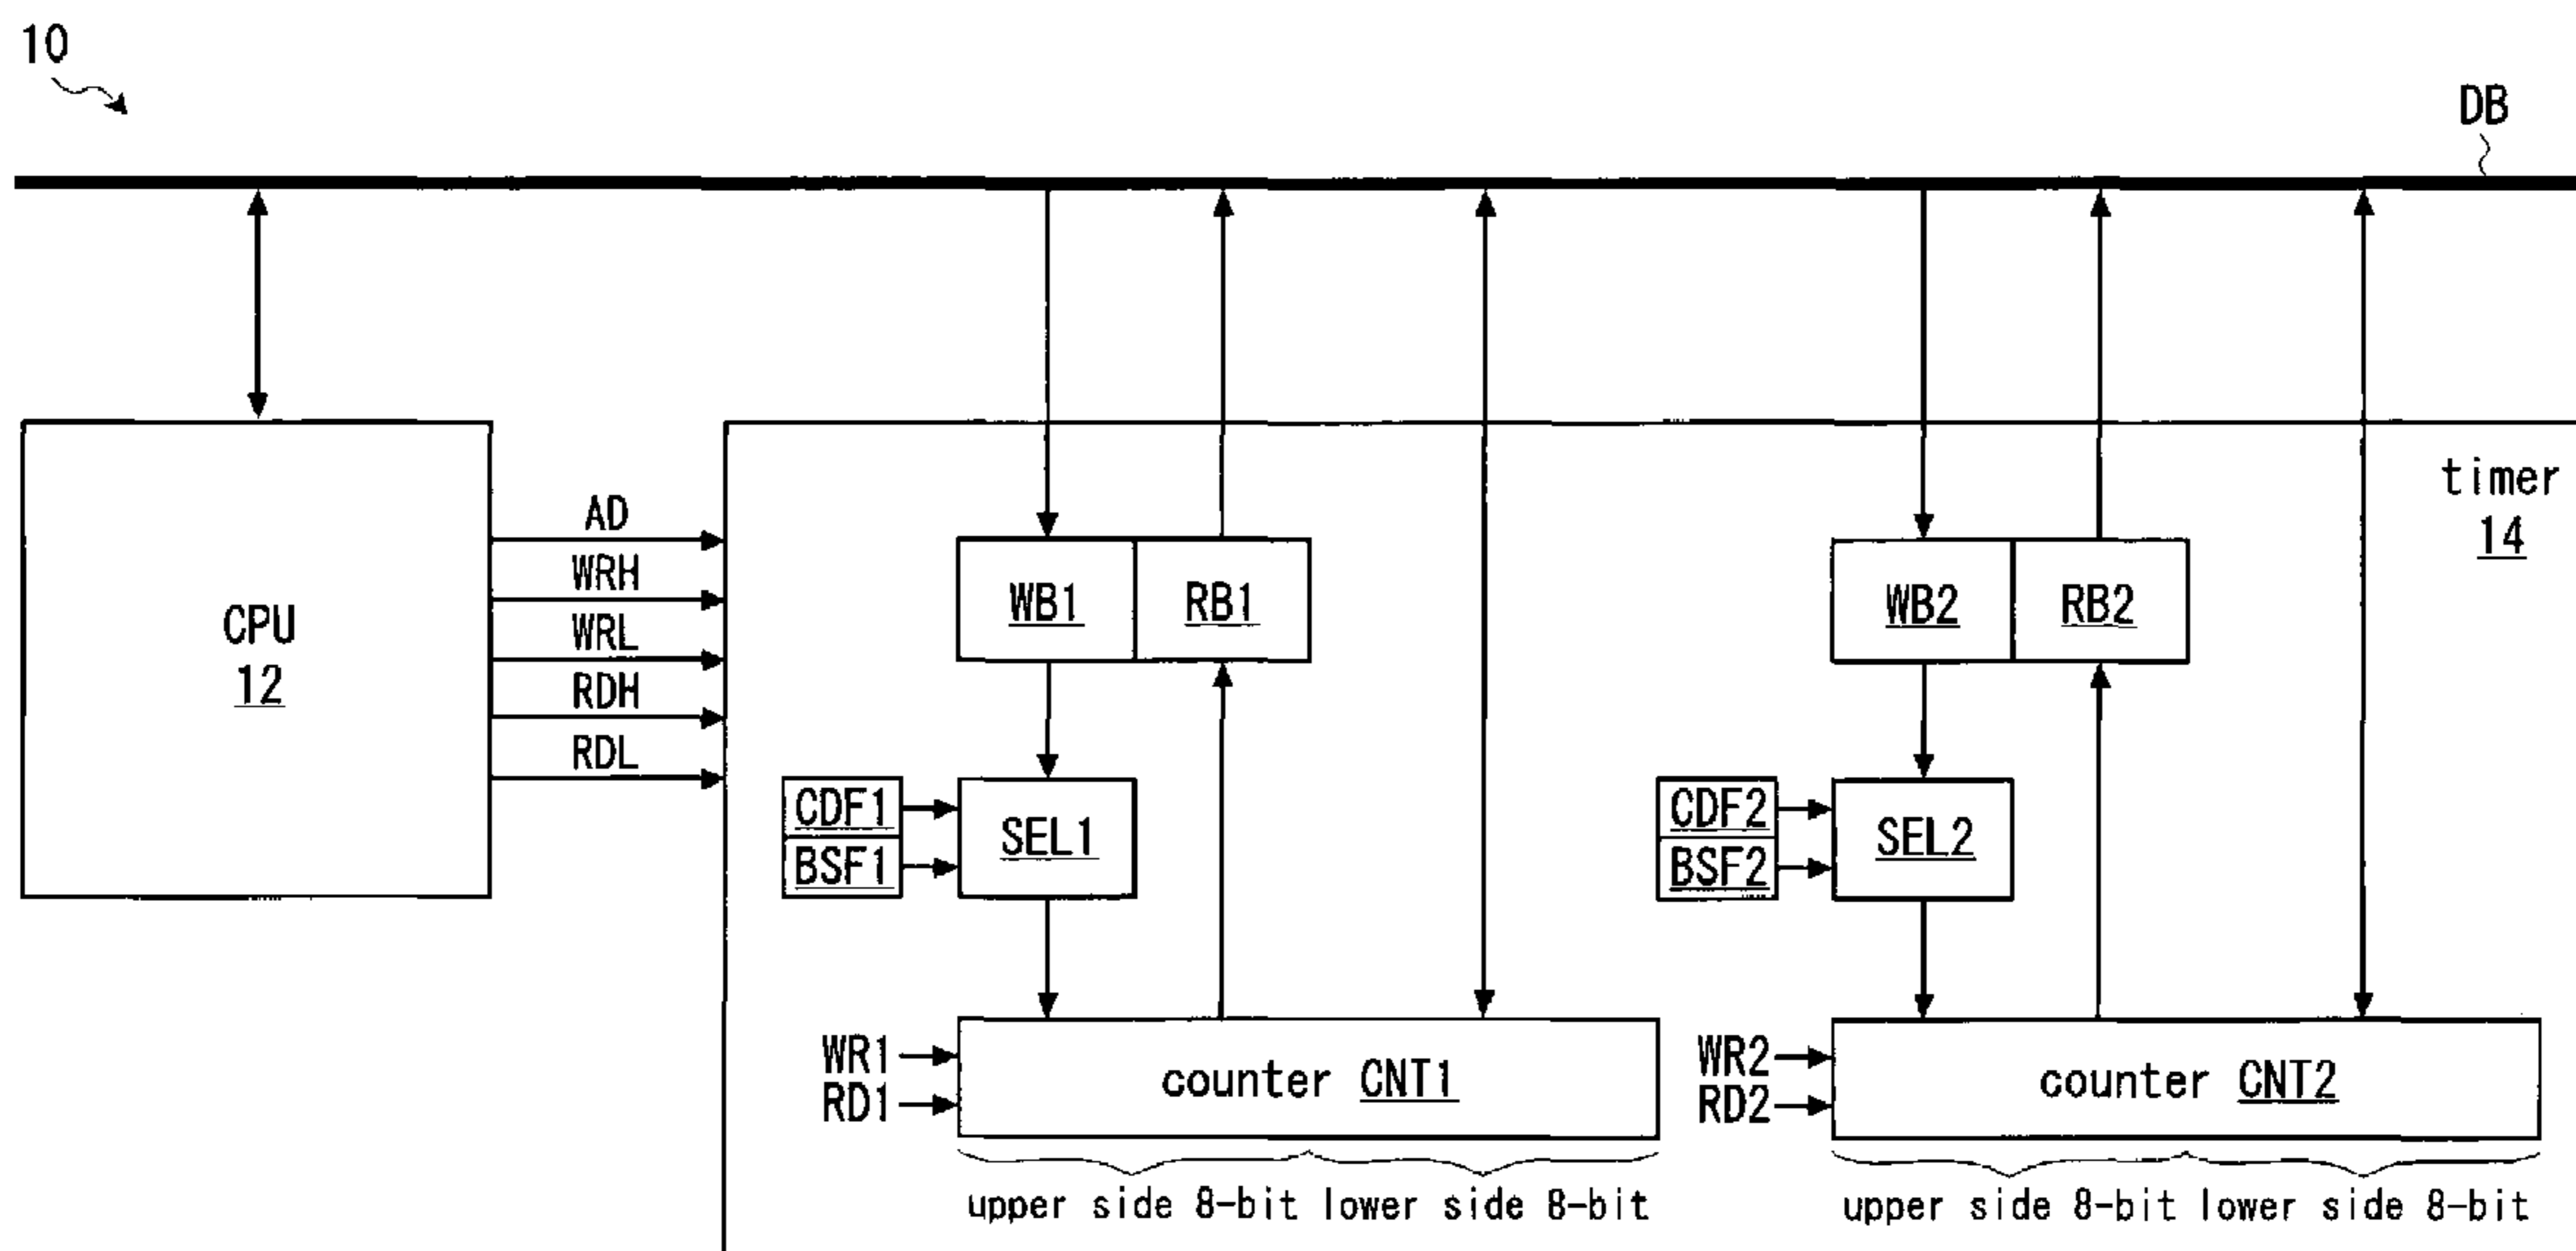 10
DB
timer
14
CPU
12
AD
WRH
WRL
RDH
RDL
WB1
RB1
WB2
RB2
CDF1
BSF1
SEL1
CDF2
BSF2
SEL2
WR1
RD1
counter CNT1
WR2
RD2
counter CNT2
upper side 8-bit lower side 8-bit
upper side 8-bit lower side 8-bit